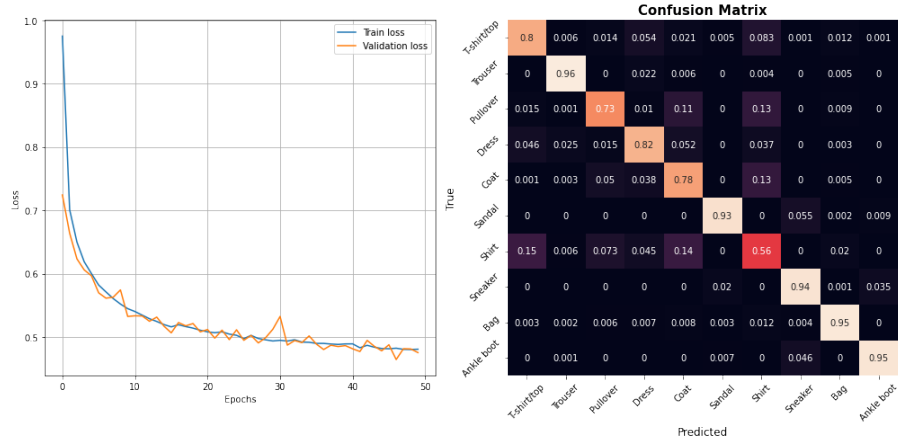 1.0
0.9
0.8
0.7
0.6
0.5
Loss
0 10 20 30 40 50
Epochs
Train loss
Validation loss
Confusion Matrix
True
T-shirt/top 0.8 0.006 0.014 0.054 0.021 0.005 0.083 0.001 0.012 0.001
Trouser 0 0.96 0 0.022 0.006 0 0.004 0 0.005 0
Pullover 0.015 0.001 0.73 0.01 0.11 0 0.13 0 0.009 0
Dress 0.046 0.025 0.015 0.82 0.052 0 0.037 0 0.003 0
Coat 0.001 0.003 0.05 0.038 0.78 0 0.13 0 0.005 0
Sandal 0 0 0 0 0 0.93 0 0.055 0.002 0.009
Shirt 0.15 0.006 0.073 0.045 0.14 0 0.56 0 0.02 0
Sneaker 0 0 0 0 0 0.02 0 0.94 0.001 0.035
Bag 0.003 0.002 0.006 0.007 0.008 0.003 0.012 0.004 0.95 0
Ankle boot 0 0.001 0 0 0 0.007 0 0.046 0 0.95
T-shirt/top Trouser Pullover Dress Coat Sandal Shirt Sneaker Bag Ankle boot
Predicted